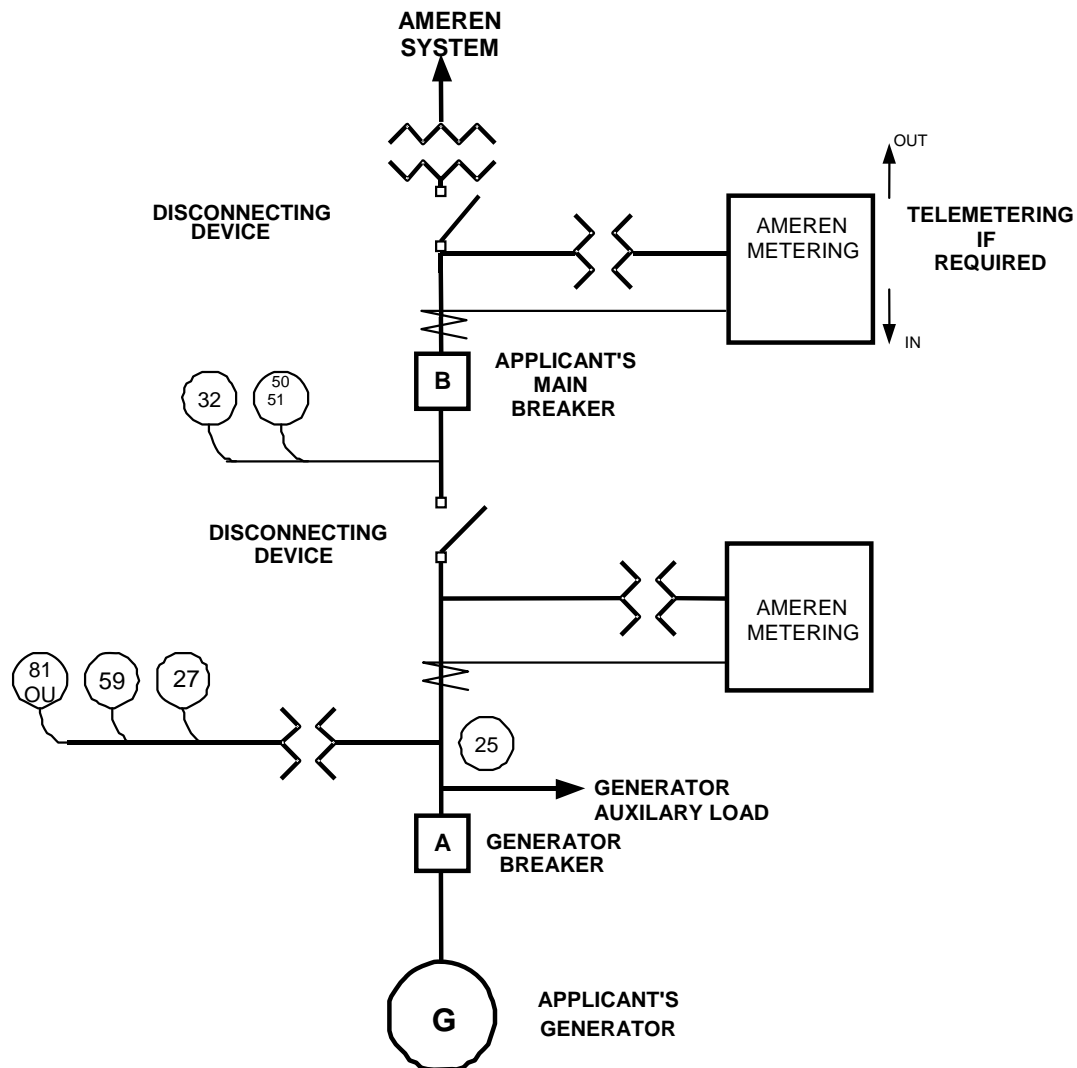 AMEREN
SYSTEM
OUT
DISCONNECTING
DEVICE
AMEREN
METERING
TELEMETERING
IF
REQUIRED
IN
B
APPLICANT'S
MAIN
BREAKER
32
50
51
DISCONNECTING
DEVICE
AMEREN
METERING
81
OU
59
27
25
GENERATOR
AUXILARY LOAD
A
GENERATOR
BREAKER
G
APPLICANT'S
GENERATOR